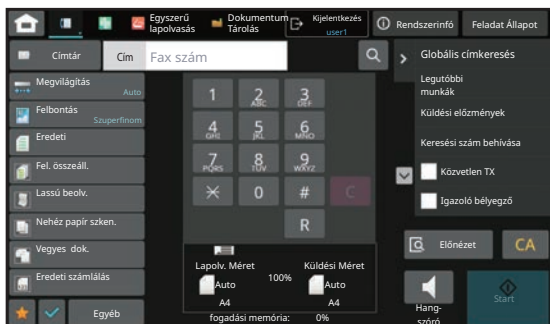 Egyszerű
lapolvasás
Dokumentum
Tárolás
Kijelentkezés
user1
Rendszerinfó
Feladat Állapot
Címtár
Cím
Fax szám
Globális címkeresés
Megvilágítás
Auto
Legutóbbi
munkák
Felbontás
Szuperfinom
Küldési előzmények
Eredeti
Keresési szám behívása
Fel. összeáll.
Közvetlen TX
Lassú beolv.
Igazoló bélyegző
Nehéz papír szken.
Vegyes dok.
Eredeti számlálás
Egyéb
1 2 3
ABC DEF
4 5 6
GHI JKL MNO
7 8 9
PQRS TUV WXYZ
0 # C
R
Előnézet
CA
Lapolv. Méret
Küldési Méret
100%
Auto
Auto
A4
A4
fogadási memória: 0%
Hang-
szóró
Start